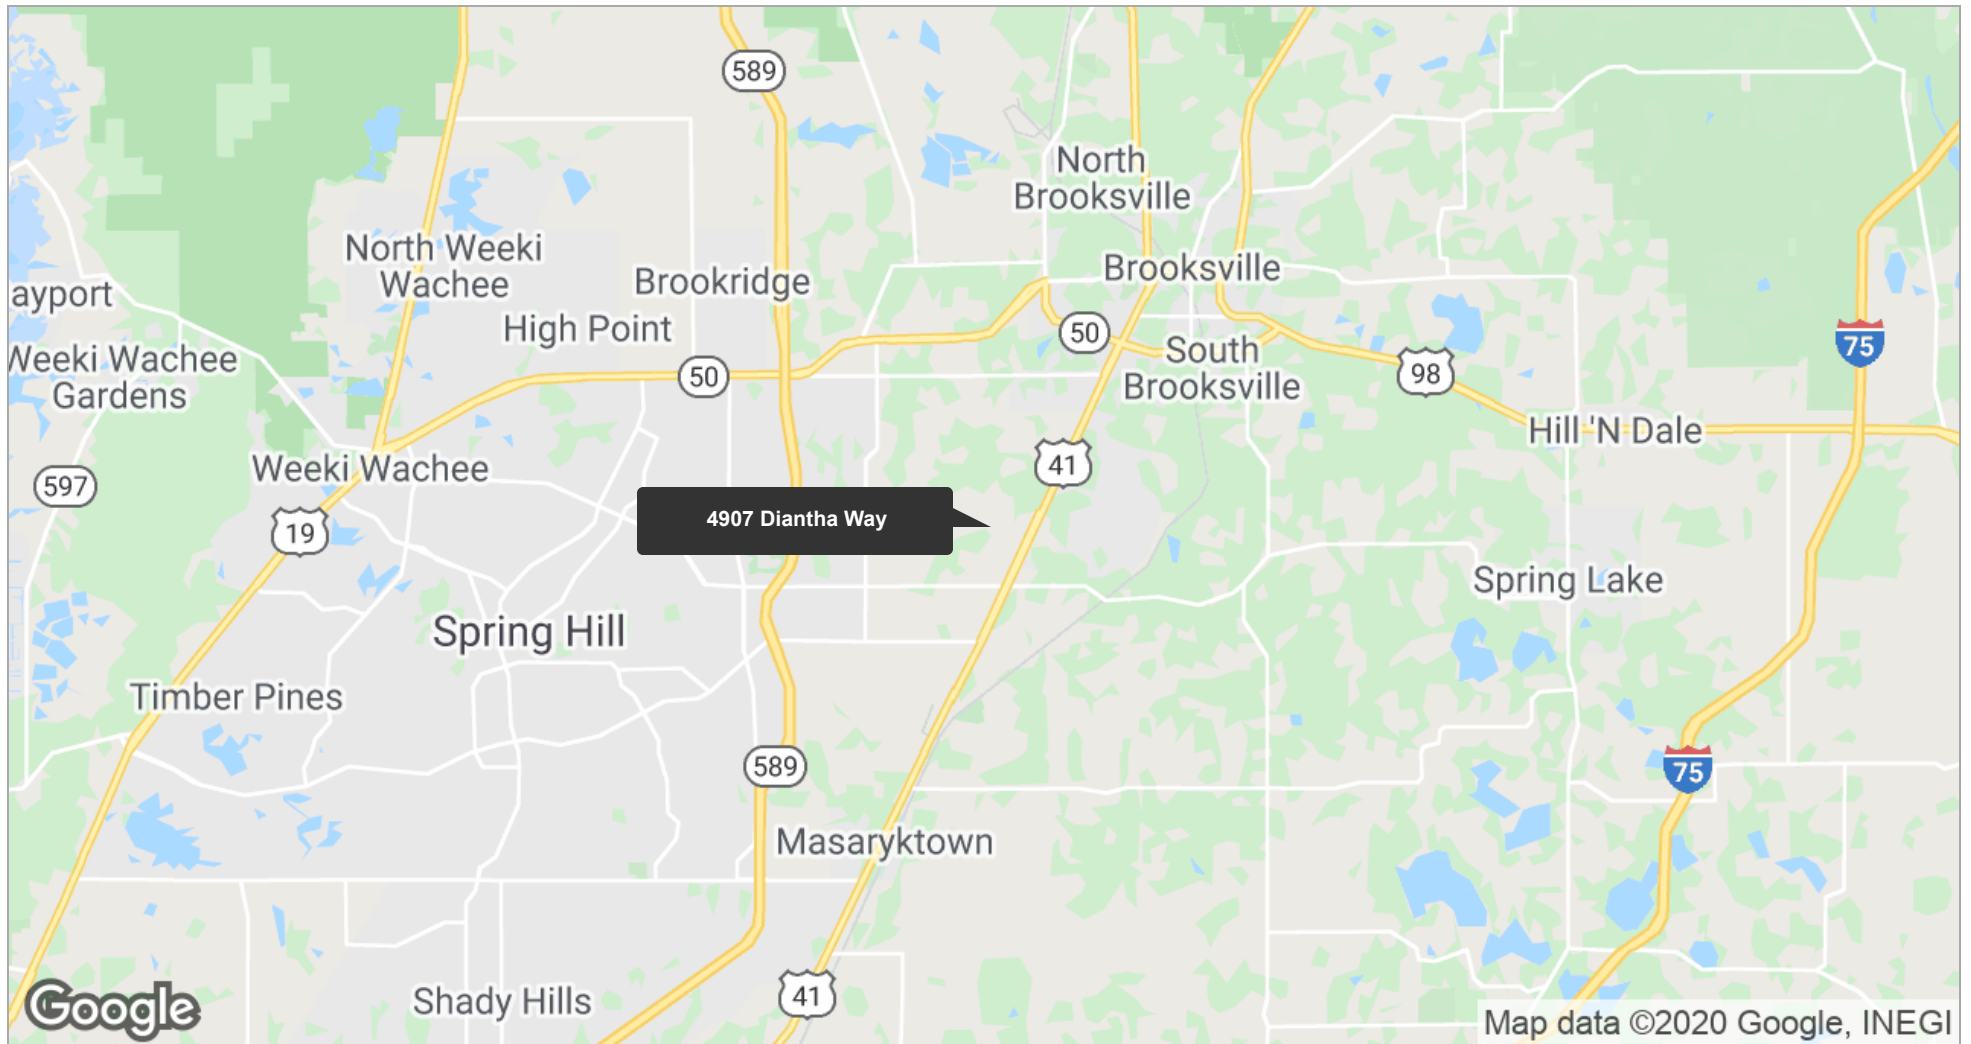 589
North
Brooksville
North Weeki
Wachee
Brookridge
Brooksville
ayport
High Point
50
South
Brooksville
75
Weeki Wachee
Gardens
50
98
Hill 'N Dale
Weeki Wachee
41
597
19
4907 Diantha Way
Spring Lake
Spring Hill
Timber Pines
589
75
Masaryktown
Shady Hills
41
Google
Map data ©2020 Google, INEGI